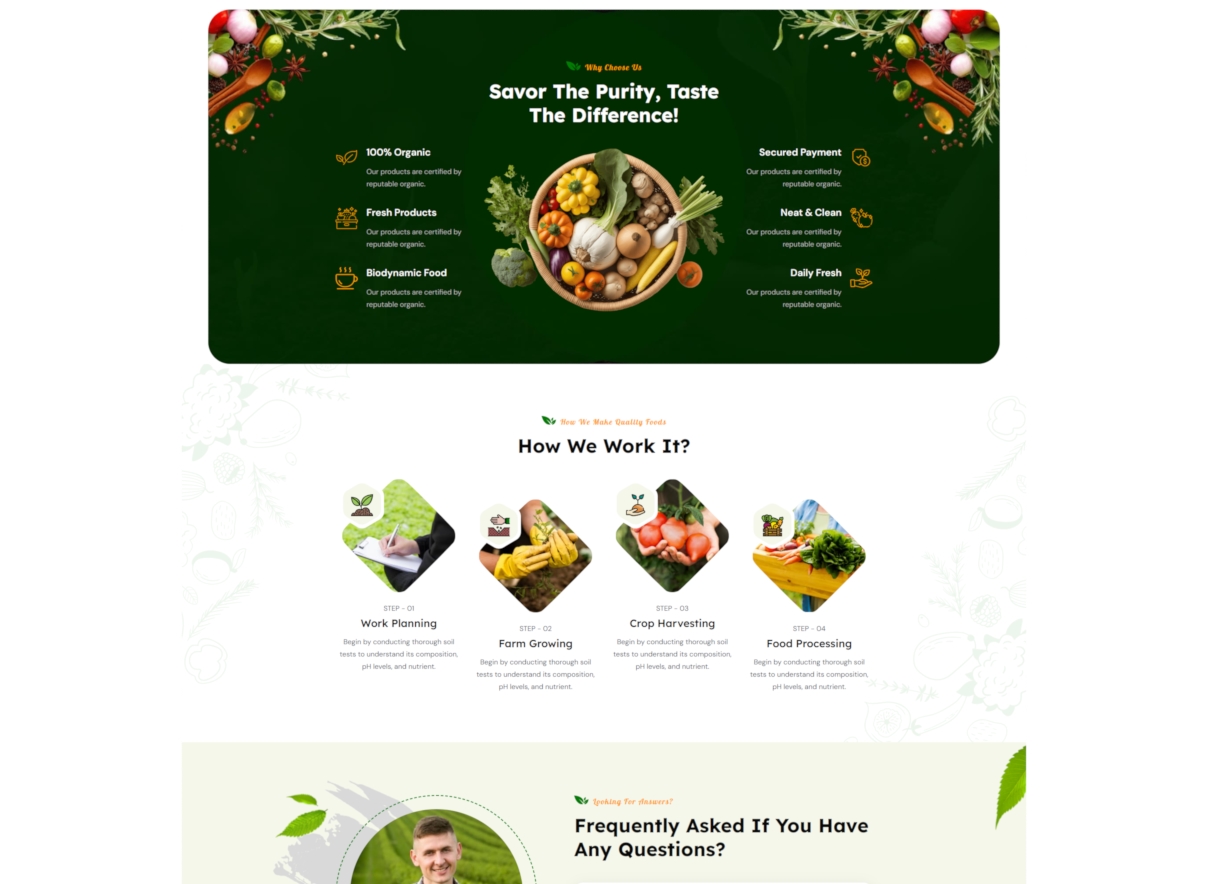 Why Choose Us
Savor The Purity, Taste
The Difference!
100% Organic
Our products are certified by
reputable organic.
Fresh Products
Our products are certified by
reputable organic.
Biodynamic Food
Our products are certified by
reputable organic.
Secured Payment
Our products are certified by
reputable organic.
Neat & Clean
Our products are certified by
reputable organic.
Daily Fresh
Our products are certified by
reputable organic.
How We Make Quality Foods
How We Work It?
STEP - 01
Work Planning
Begin by conducting thorough soil
tests to understand its composition,
pH levels, and nutrient.
STEP - 02
Farm Growing
Begin by conducting thorough soil
tests to understand its composition,
pH levels, and nutrient.
STEP - 03
Crop Harvesting
Begin by conducting thorough soil
tests to understand its composition,
pH levels, and nutrient.
STEP - 04
Food Processing
Begin by conducting thorough soil
tests to understand its composition,
pH levels, and nutrient.
Looking For Answers?
Frequently Asked If You Have
Any Questions?